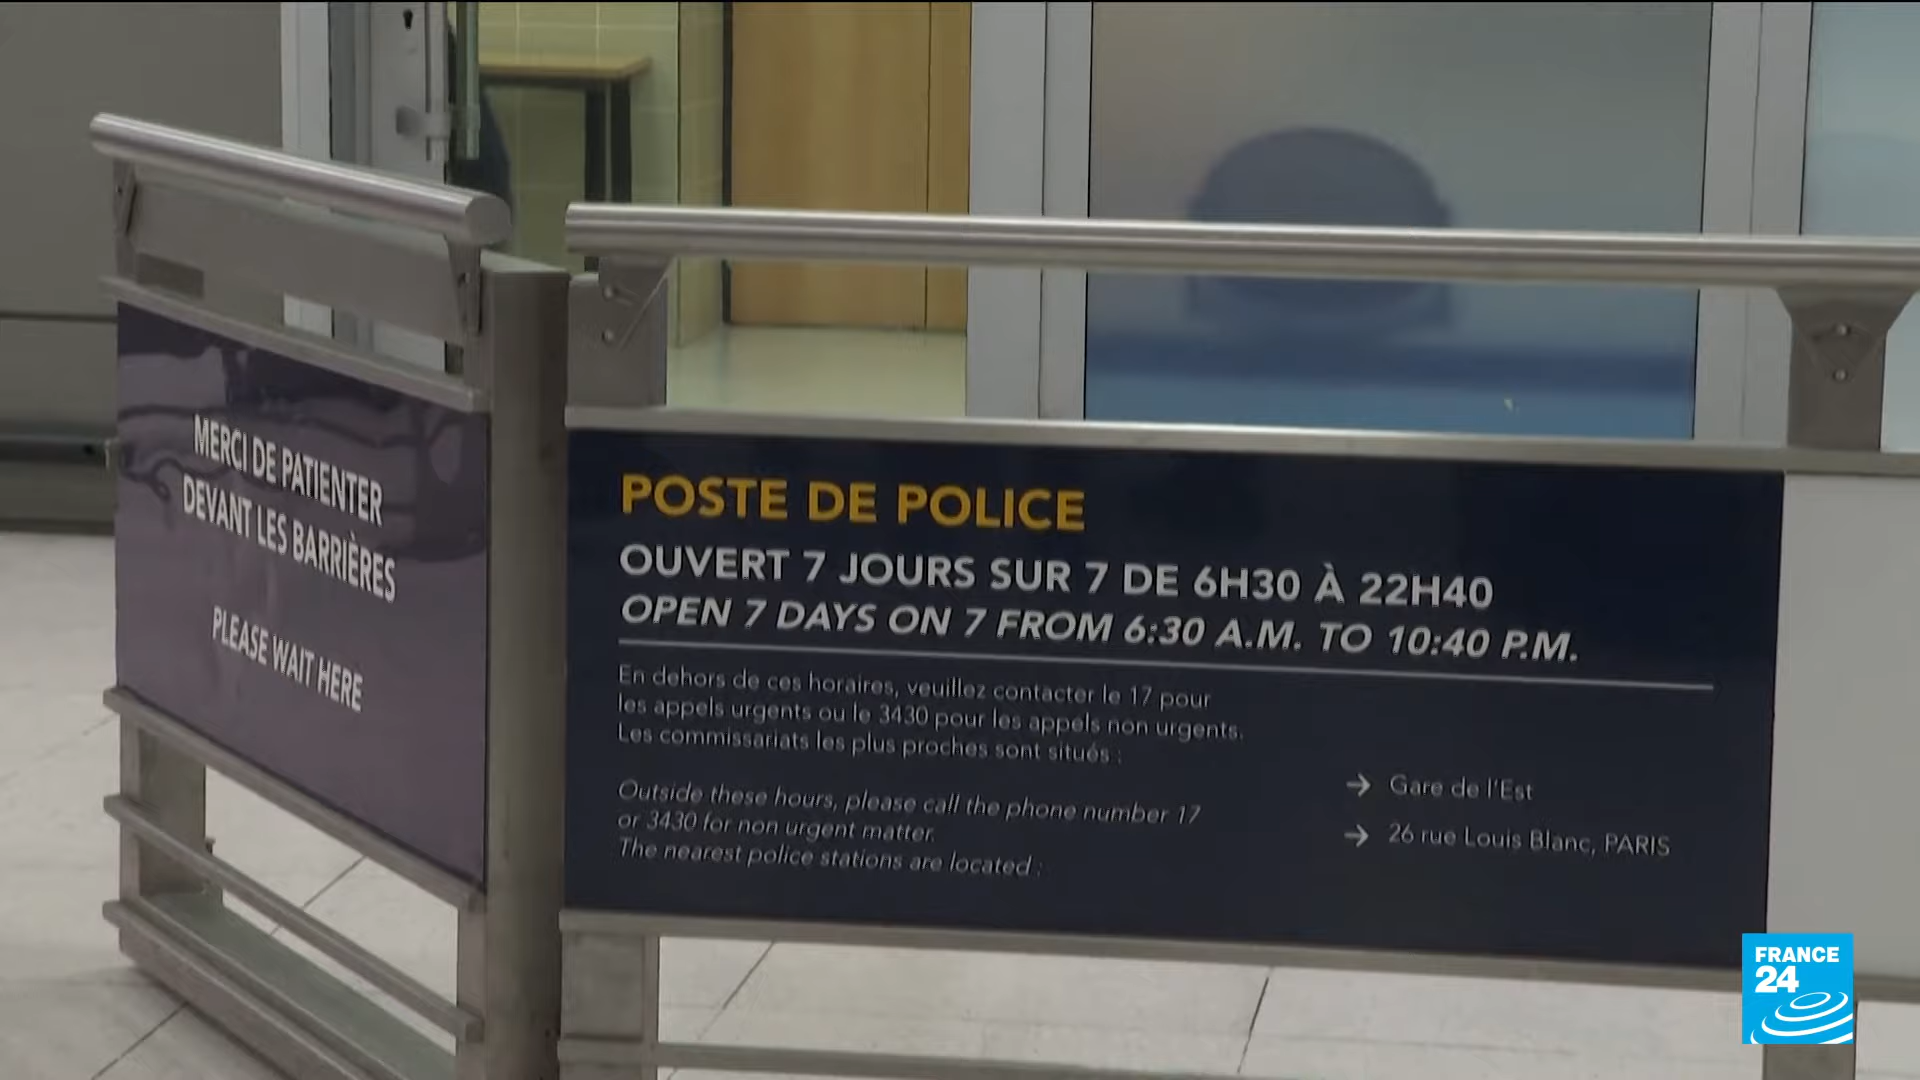 MERCI DE PATIENTER
DEVANT LES BARRIÈRES
PLEASE WAIT HERE
POSTE DE POLICE
OUVERT 7 JOURS SUR 7 DE 6H30 À 22H40
OPEN 7 DAYS ON 7 FROM 6:30 A.M. TO 10:40 P.M.
En dehors de ces horaires, veuillez contacter le 17 pour
les appels urgents ou le 3430 pour les appels non urgents.
Les commissariats les plus proches sont situés :
Outside these hours, please call the phone number 17
or 3430 for non urgent matter.
The nearest police stations are located :
→ Gare de l'Est
→ 26 rue Louis Blanc, PARIS
FRANCE
24